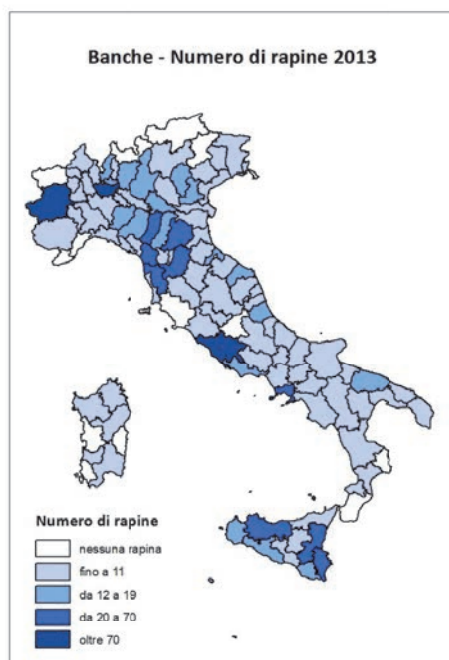 Banche - Numero di rapine 2013
Numero di rapine
nessuna rapina
fino a 11
da 12 a 19
da 20 a 70
oltre 70